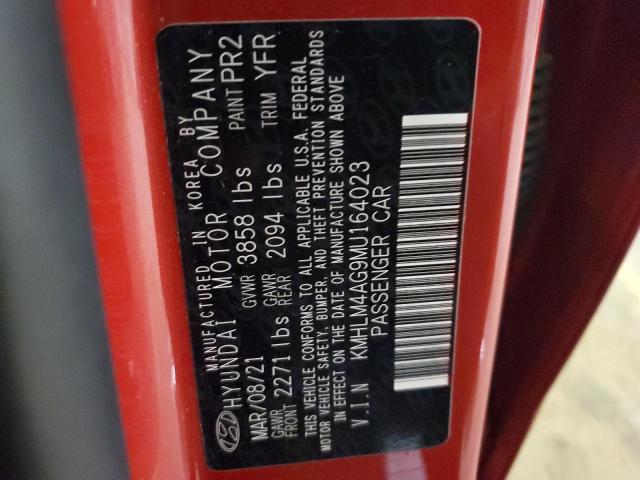 MANUFACTURED IN KOREA BY
HYUNDAI MOTOR COMPANY
MAR/08/21 GVWR 3858 lbs PAINT PR2
GAWR FRONT 2271 lbs GAWR REAR 2094 lbs TRIM YFR
THIS VEHICLE CONFORMS TO ALL APPLICABLE U.S.A. FEDERAL
MOTOR VEHICLE SAFETY, BUMPER, AND THEFT PREVENTION STANDARDS
IN EFFECT ON THE DATE OF MANUFACTURE SHOWN ABOVE
V.I.N KMHLM4AG9MU164023
PASSENGER CAR